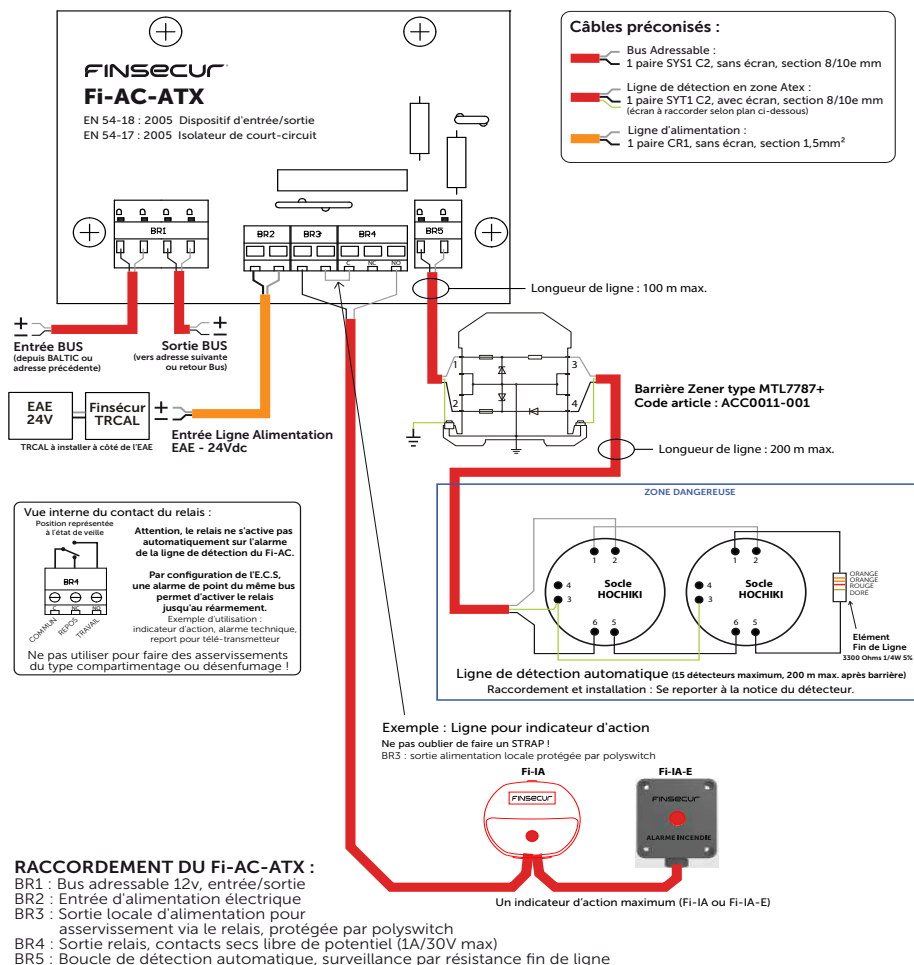 FINSECUR
Fi-AC-ATX
EN 54-18 : 2005 Dispositif d'entrée/sortie
EN 54-17 : 2005 Isolateur de court-circuit
BR1
BR2
BR3
BR4
BR5
C
NC
NO
Câbles préconisés :
Bus Adressable :
1 paire SYS1 C2, sans écran, section 8/10e mm
Ligne de détection en zone Atex :
1 paire SYT1 C2, avec écran, section 8/10e mm
(écran à raccorder selon plan ci-dessous)
Ligne d'alimentation :
1 paire CR1, sans écran, section 1,5mm²
Longueur de ligne : 100 m max.
+
–
Entrée BUS
(depuis BALTIC ou
adresse précédente)
+
–
Sortie BUS
(vers adresse suivante
ou retour Bus)
EAE
24V
Finsécur
TRCAL
+
–
TRCAL à installer à côté de l'EAE
Entrée Ligne Alimentation
EAE - 24Vdc
1
2
3
4
Barrière Zener type MTL7787+
Code article : ACC0011-001
Longueur de ligne : 200 m max.
Vue interne du contact du relais :
Position représentée
à l'état de veille
BR4
C
NC
NO
COMMUN
REPOS
TRAVAIL
Attention, le relais ne s'active pas
automatiquement sur l'alarme
de la ligne de détection du Fi-AC.
Par configuration de l'E.C.S,
une alarme de point du même bus
permet d'activer le relais
jusqu'au réarmement.
Exemple d'utilisation :
indicateur d'action, alarme technique,
report pour télé-transmetteur
Ne pas utiliser pour faire des asservissements
du type compartimentage ou désenfumage !
ZONE DANGEREUSE
1
2
4
3
6
5
Socle
HOCHIKI
1
2
4
3
6
5
Socle
HOCHIKI
ORANGE
ORANGE
ROUGE
DORÉ
Elément
Fin de Ligne
3300 Ohms 1/4W 5%
Ligne de détection automatique (15 détecteurs maximum, 200 m max. après barrière)
Raccordement et installation : Se reporter à la notice du détecteur.
Exemple : Ligne pour indicateur d'action
Ne pas oublier de faire un STRAP !
BR3 : sortie alimentation locale protégée par polyswitch
Fi-IA
FINSECUR
Fi-IA-E
FINSECUR
ALARME INCENDIE
Un indicateur d'action maximum (Fi-IA ou Fi-IA-E)
RACCORDEMENT DU Fi-AC-ATX :
BR1 : Bus adressable 12v, entrée/sortie
BR2 : Entrée d'alimentation électrique
BR3 : Sortie locale d'alimentation pour
asservissement via le relais, protégée par polyswitch
BR4 : Sortie relais, contacts secs libre de potentiel (1A/30V max)
BR5 : Boucle de détection automatique, surveillance par résistance fin de ligne